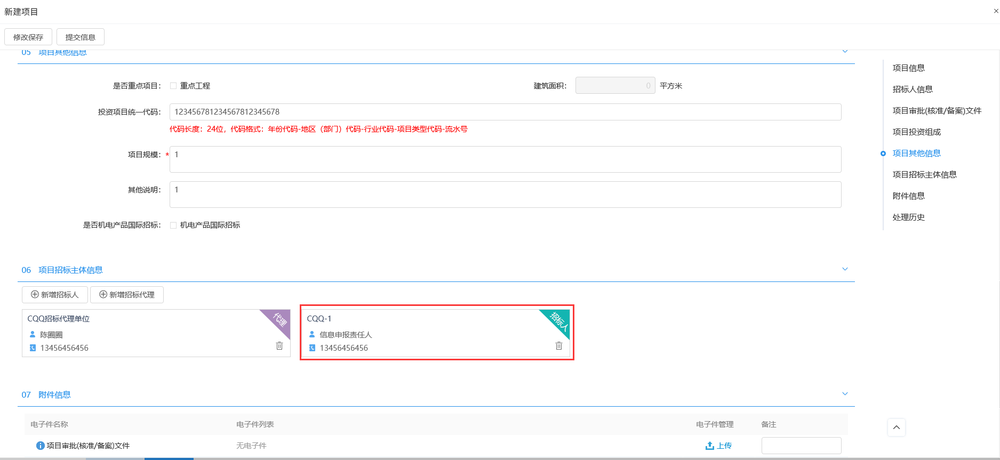 新建项目
×
修改保存 提交信息
05 项目其他信息
是否重点项目： 重点工程 建筑面积： 0 平方米
投资项目统一代码： 123456781234567812345678
代码长度：24位，代码格式：年份代码-地区（部门）代码-行业代码-项目类型代码-流水号
项目规模： * 1
其他说明： 1
是否机电产品国际招标： 机电产品国际招标
06 项目招标主体信息
新增招标人 新增招标代理
CQQ招标代理单位 代理
陈圈圈
13456456456
CQQ-1 招标人
信息申报责任人
13456456456
07 附件信息
电子件名称 电子件列表 电子件管理 备注
项目审批(核准/备案)文件 无电子件 上传
项目信息
招标人信息
项目审批(核准/备案)文件
项目投资组成
项目其他信息
项目招标主体信息
附件信息
处理历史